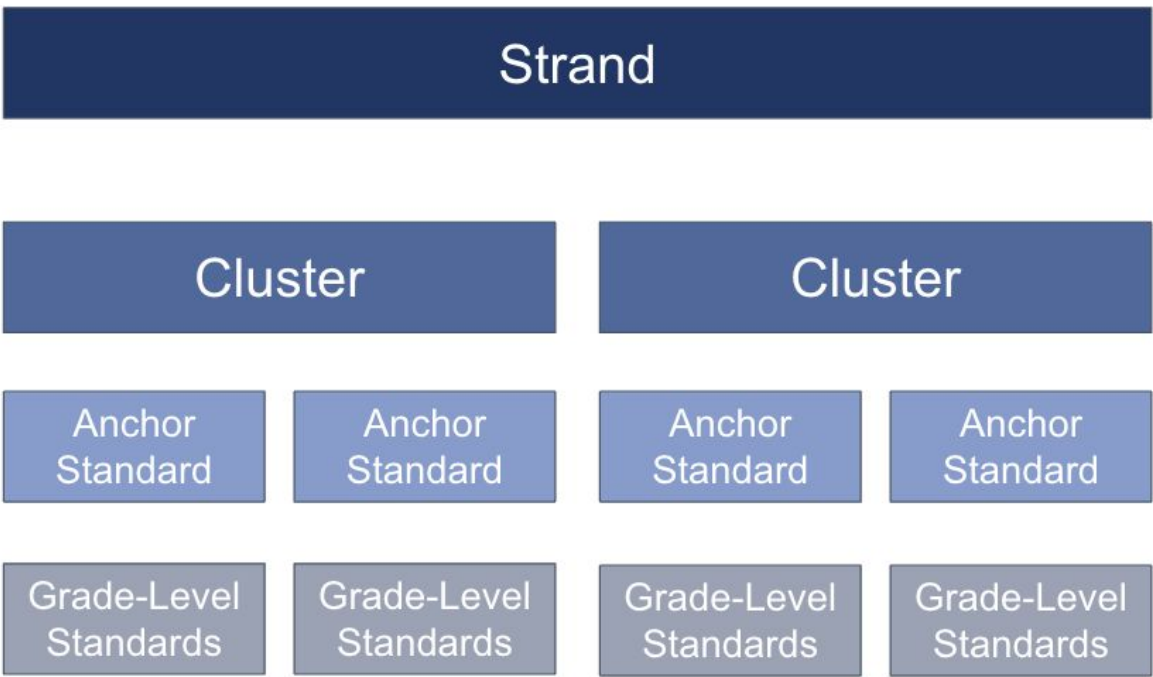 Strand
Cluster
Cluster
Anchor
Standard
Anchor
Standard
Anchor
Standard
Anchor
Standard
Grade-Level
Standards
Grade-Level
Standards
Grade-Level
Standards
Grade-Level
Standards